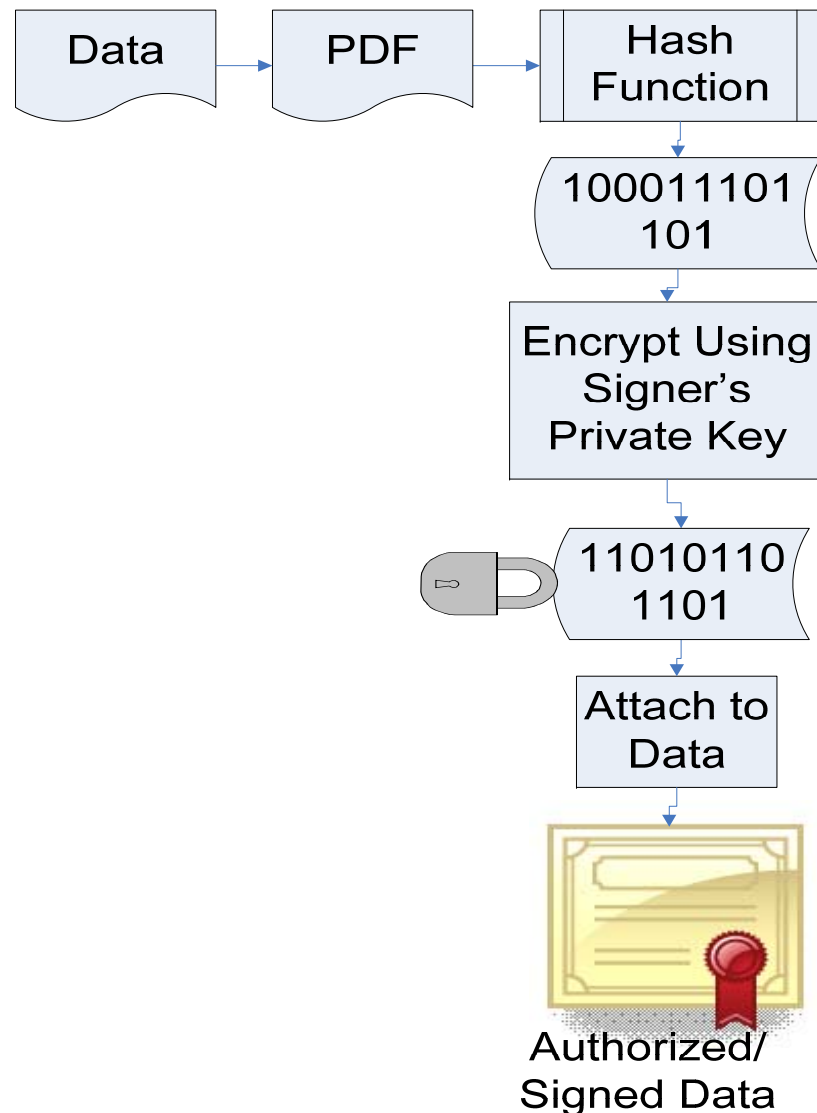 Data
PDF
Hash
Function
100011101
101
Encrypt Using
Signer’s
Private Key
11010110
1101
Attach to
Data
Authorized/
Signed Data